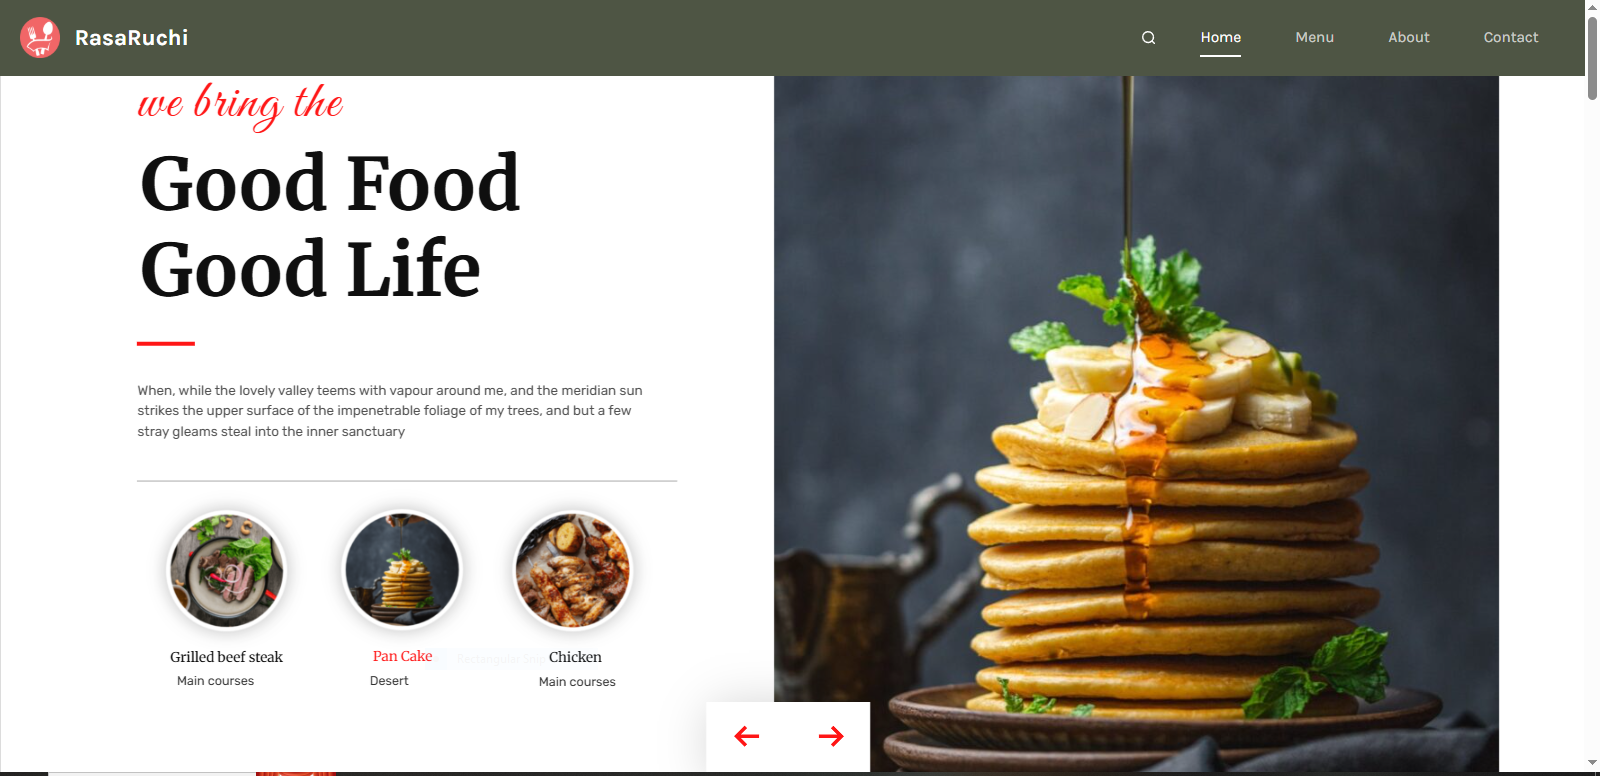 RasaRuchi
Home Menu About Contact
we bring the
Good Food
Good Life
When, while the lovely valley teems with vapour around me, and the meridian sun
strikes the upper surface of the impenetrable foliage of my trees, and but a few
stray gleams steal into the inner sanctuary
Grilled beef steak
Main courses
Pan Cake
Desert
Rectangular Snip
Chicken
Main courses